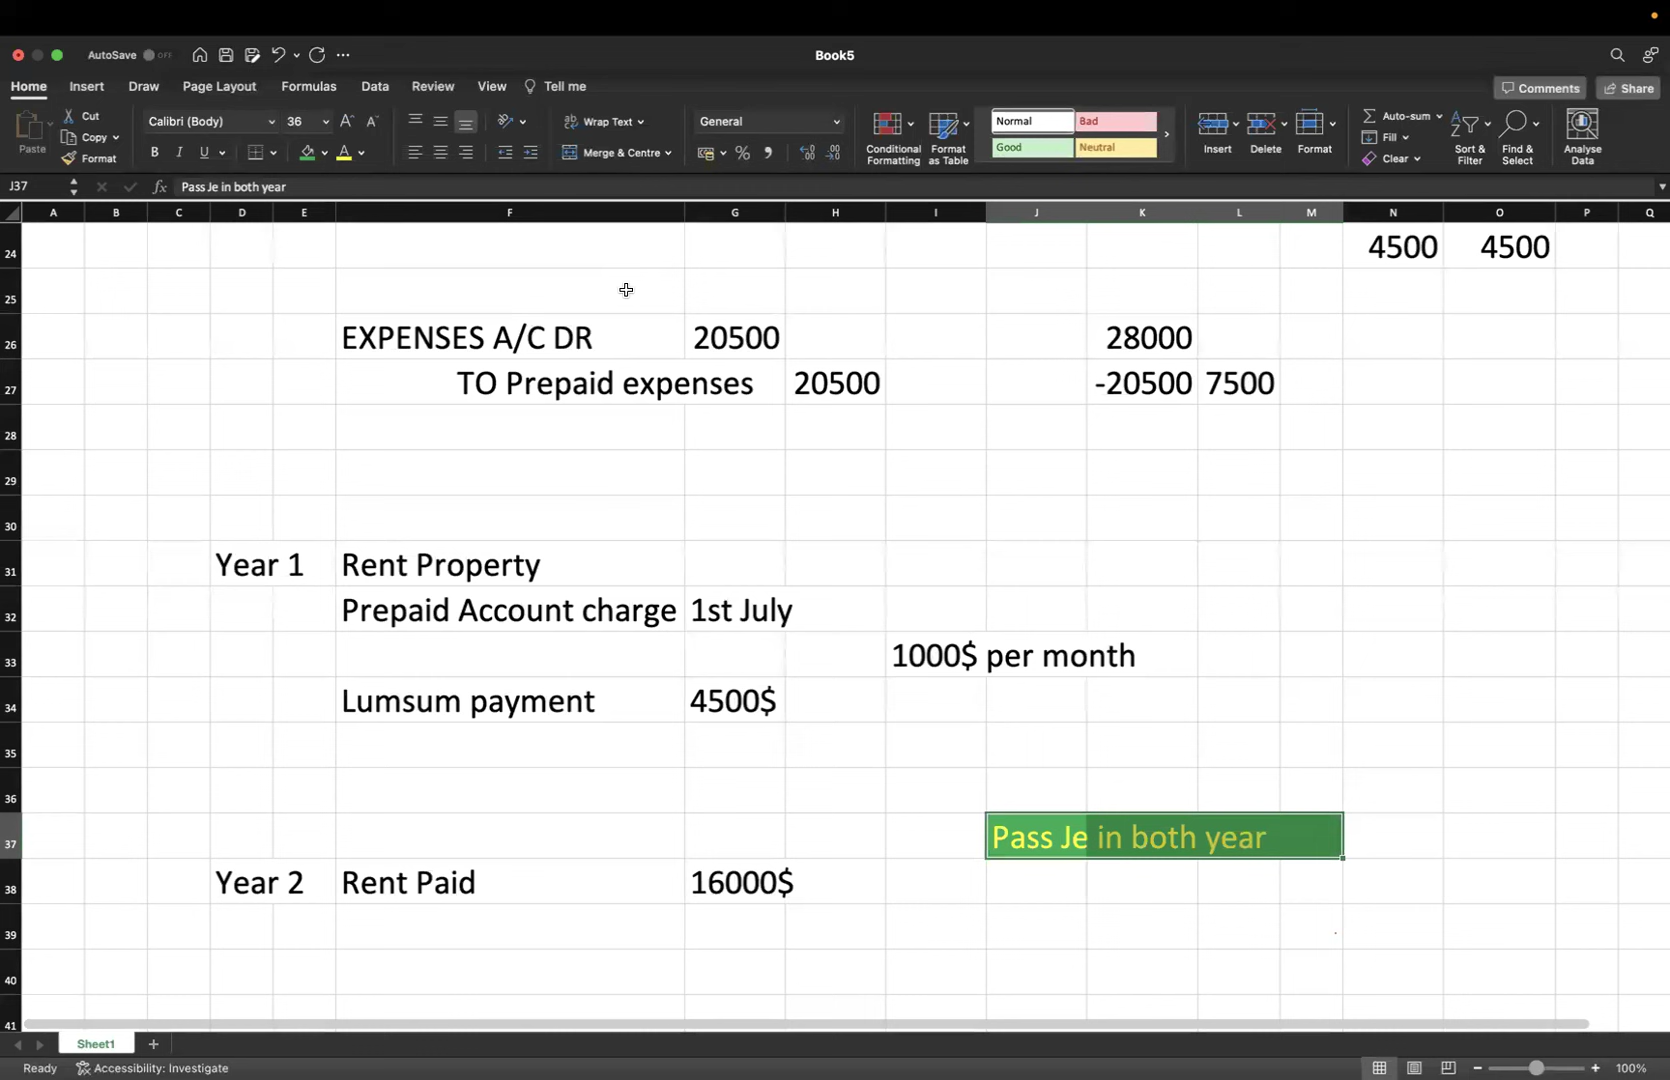 AutoSave OFF
Book5
Home Insert Draw Page Layout Formulas Data Review View Tell me
Comments Share
Paste
Cut
Copy
Format
Calibri (Body) 36
Wrap Text
Merge & Centre
General
Conditional Formatting
Format as Table
Normal Bad
Good Neutral
Insert Delete Format
Auto-sum
Fill
Clear
Sort & Filter
Find & Select
Analyse Data
J37 fx Pass Je in both year
A B C D E F G H I J K L M N O P Q
24 4500 4500
25
26 EXPENSES A/C DR 20500 28000
27 TO Prepaid expenses 20500 -20500 7500
28
29
30
31 Year 1 Rent Property
32 Prepaid Account charge 1st July
33 1000$ per month
34 Lumsum payment 4500$
35
36
37 Pass Je in both year
38 Year 2 Rent Paid 16000$
39
40
41
Sheet1
Ready Accessibility: Investigate 100%